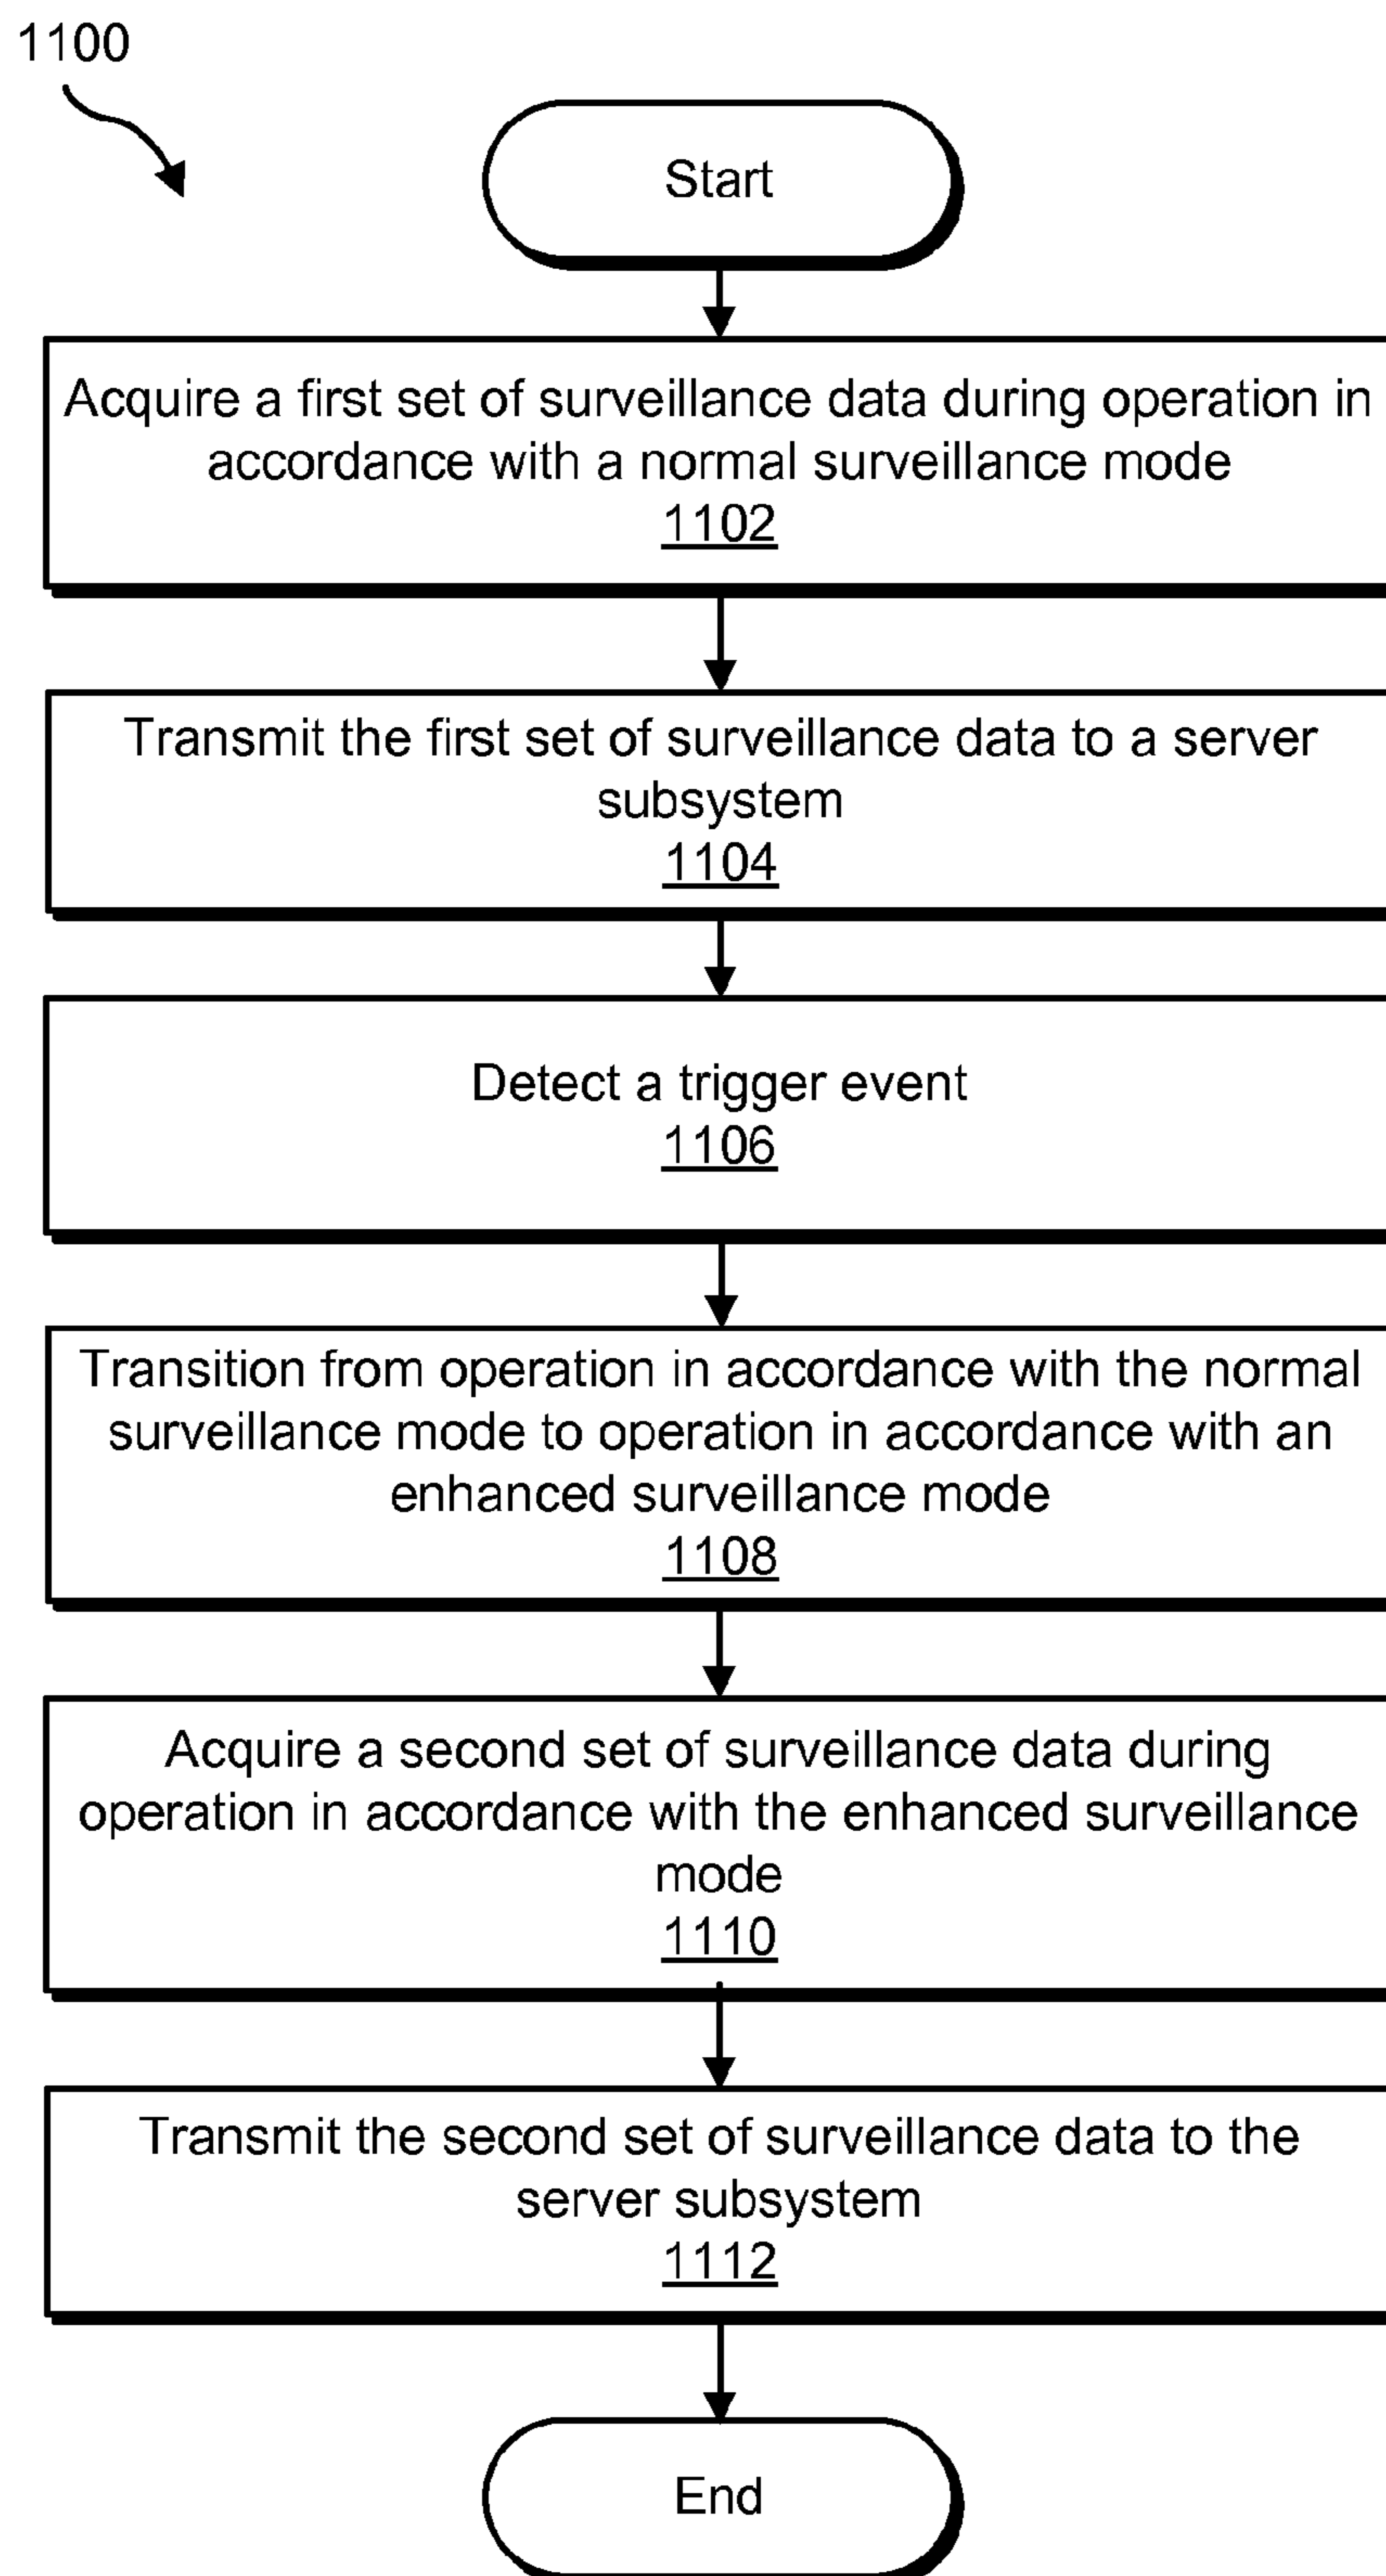 1100
Start
Acquire a first set of surveillance data during operation in
accordance with a normal surveillance mode
1102
Transmit the first set of surveillance data to a server
subsystem
1104
Detect a trigger event
1106
Transition from operation in accordance with the normal
surveillance mode to operation in accordance with an
enhanced surveillance mode
1108
Acquire a second set of surveillance data during
operation in accordance with the enhanced surveillance
mode
1110
Transmit the second set of surveillance data to the
server subsystem
1112
End